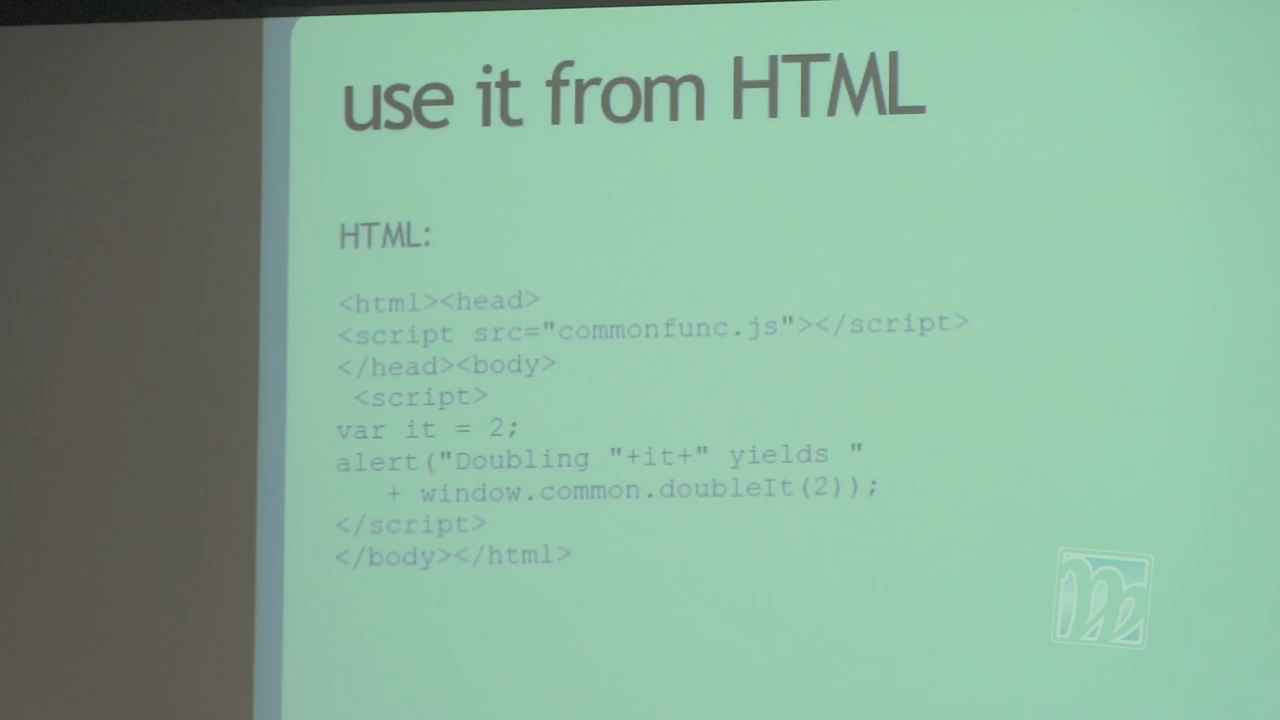 use it from HTML
HTML:
<html><head>
<script src="commonfunc.js"></script>
</head><body>
<script>
var it = 2;
alert("Doubling "+it+" yields "
+ window.common.doubleIt(2));
</script>
</body></html>